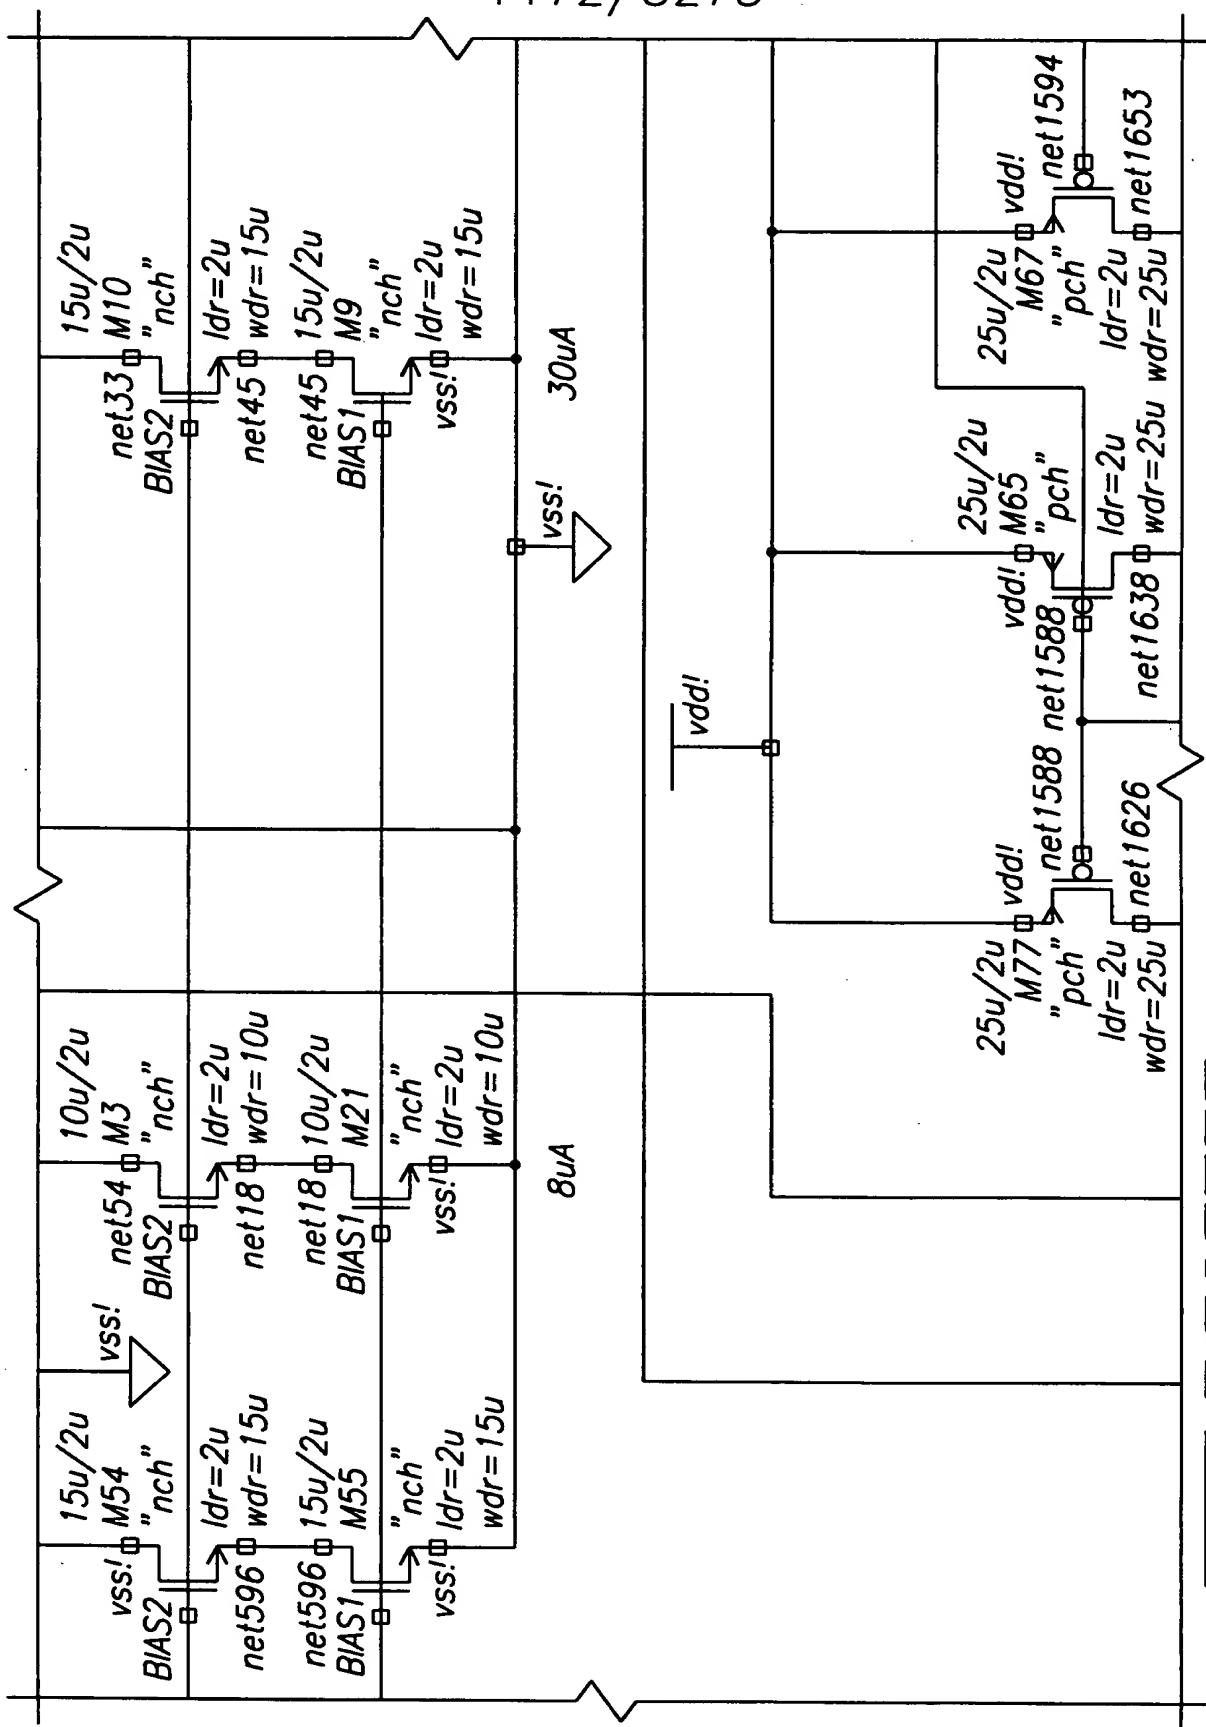 15u/2u
M54
"nch"
vss!
BIAS2
ldr=2u
wdr=15u
net596
15u/2u
M55
net596
BIAS1
"nch"
ldr=2u
wdr=15u
vss!
vss!
10u/2u
M3
"nch"
net54
BIAS2
ldr=2u
wdr=10u
net18
10u/2u
M21
net18
BIAS1
"nch"
ldr=2u
wdr=10u
vss!
8uA
15u/2u
M10
"nch"
net33
BIAS2
ldr=2u
wdr=15u
net45
15u/2u
M9
"nch"
net45
BIAS1
ldr=2u
wdr=15u
vss!
30uA
vss!
vdd!
25u/2u
M77
"pch"
ldr=2u
wdr=25u
vdd!
net1588
net1626
25u/2u
M65
"pch"
ldr=2u
wdr=25u
vdd!
net1588
net1638
25u/2u
M67
"pch"
ldr=2u
wdr=25u
vdd!
net1594
net1653